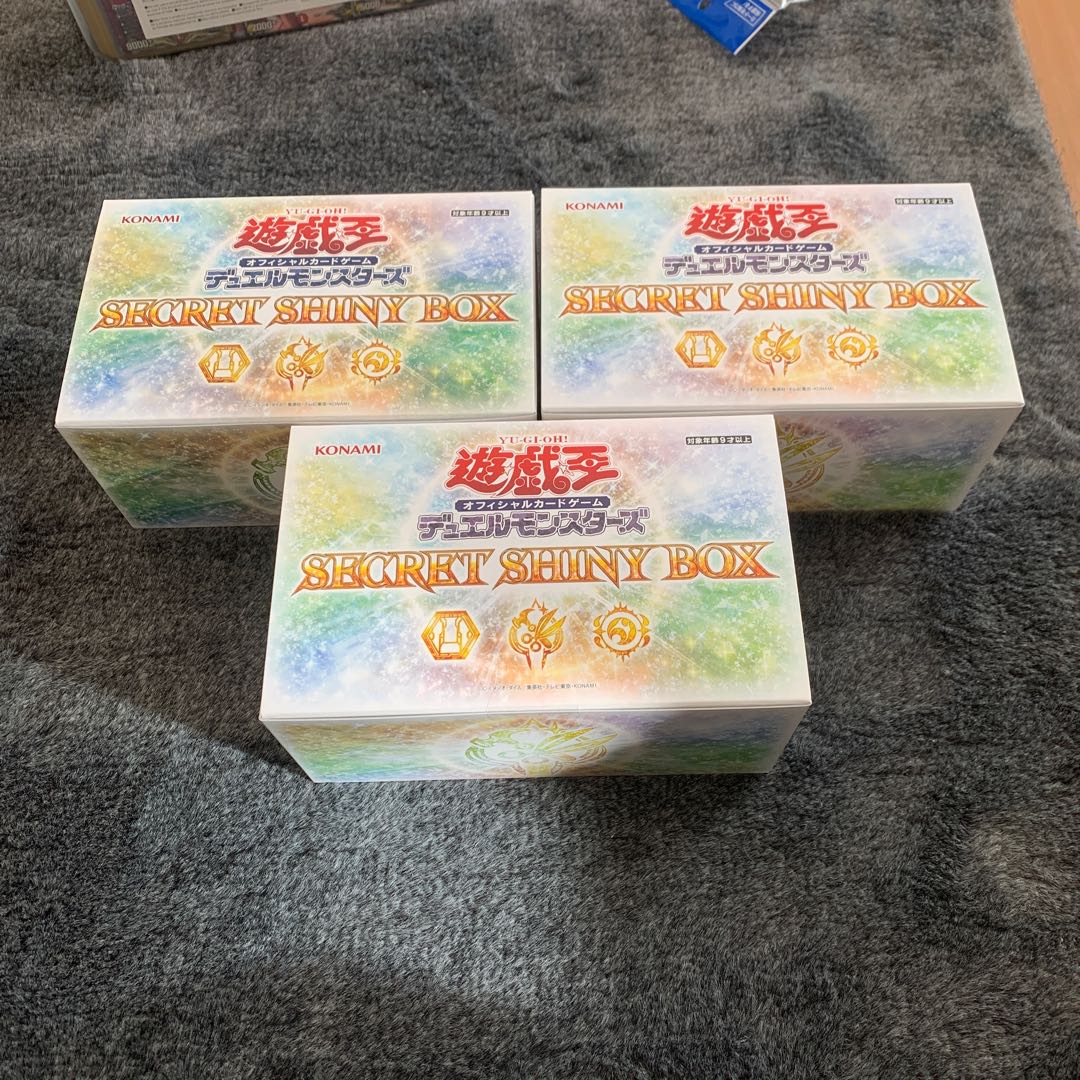 KONAMI
YU-GI-OH!
対象年齢9才以上
遊戯王
オフィシャルカードゲーム
デュエルモンスターズ
SECRET SHINY BOX
KONAMI
YU-GI-OH!
対象年齢9才以上
遊戯王
オフィシャルカードゲーム
デュエルモンスターズ
SECRET SHINY BOX
KONAMI
YU-GI-OH!
対象年齢9才以上
遊戯王
オフィシャルカードゲーム
デュエルモンスターズ
SECRET SHINY BOX